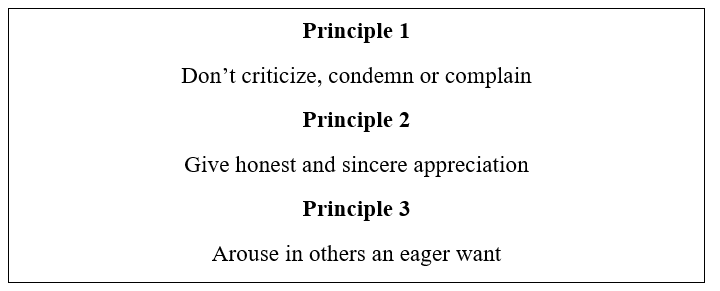 Principle 1
Don’t criticize, condemn or complain
Principle 2
Give honest and sincere appreciation
Principle 3
Arouse in others an eager want